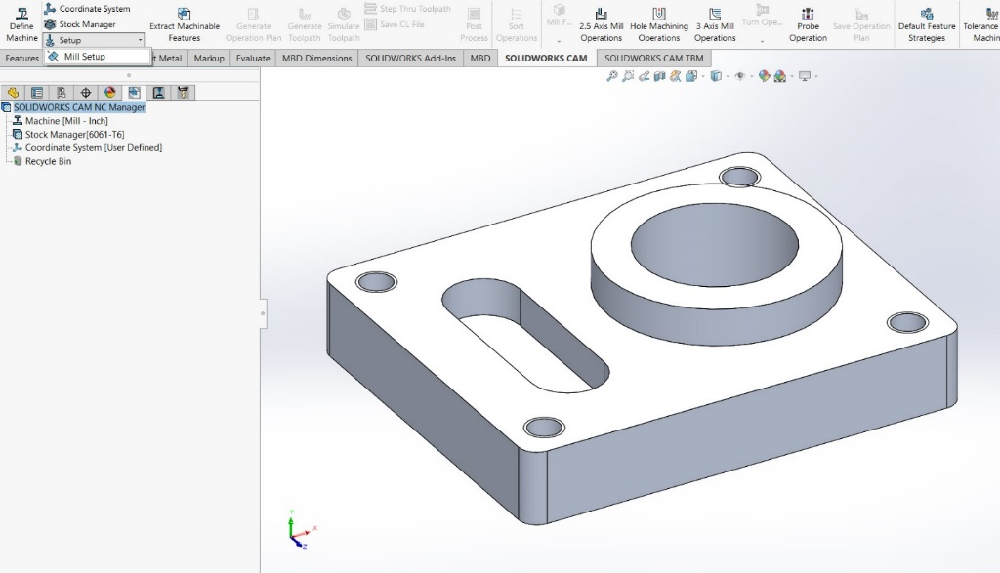 Define
Machine
Coordinate System
Stock Manager
Setup
Mill Setup
Extract Machinable
Features
Generate
Operation Plan
Generate
Toolpath
Simulate
Toolpath
Step Thru Toolpath
Save CL File
Post
Process
Sort
Operations
Mill F...
2.5 Axis Mill
Operations
Hole Machining
Operations
3 Axis Mill
Operations
Turn Ope...
Probe
Operation
Save Operation
Plan
Default Feature
Strategies
Tolerance
Machin
Features
t Metal
Markup
Evaluate
MBD Dimensions
SOLIDWORKS Add-Ins
MBD
SOLIDWORKS CAM
SOLIDWORKS CAM TBM
SOLIDWORKS CAM NC Manager
Machine [Mill - Inch]
Stock Manager[6061-T6]
Coordinate System [User Defined]
Recycle Bin
Y
X
Z